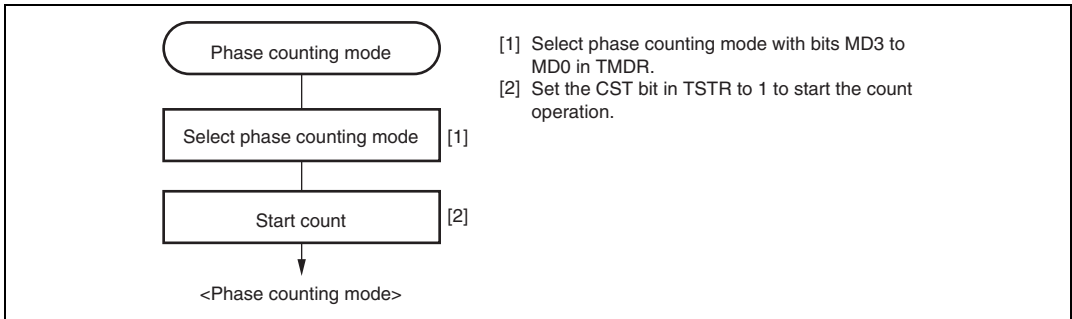 Phase counting mode
Select phase counting mode [1]
Start count [2]
<Phase counting mode>
[1] Select phase counting mode with bits MD3 to
MD0 in TMDR.
[2] Set the CST bit in TSTR to 1 to start the count
operation.